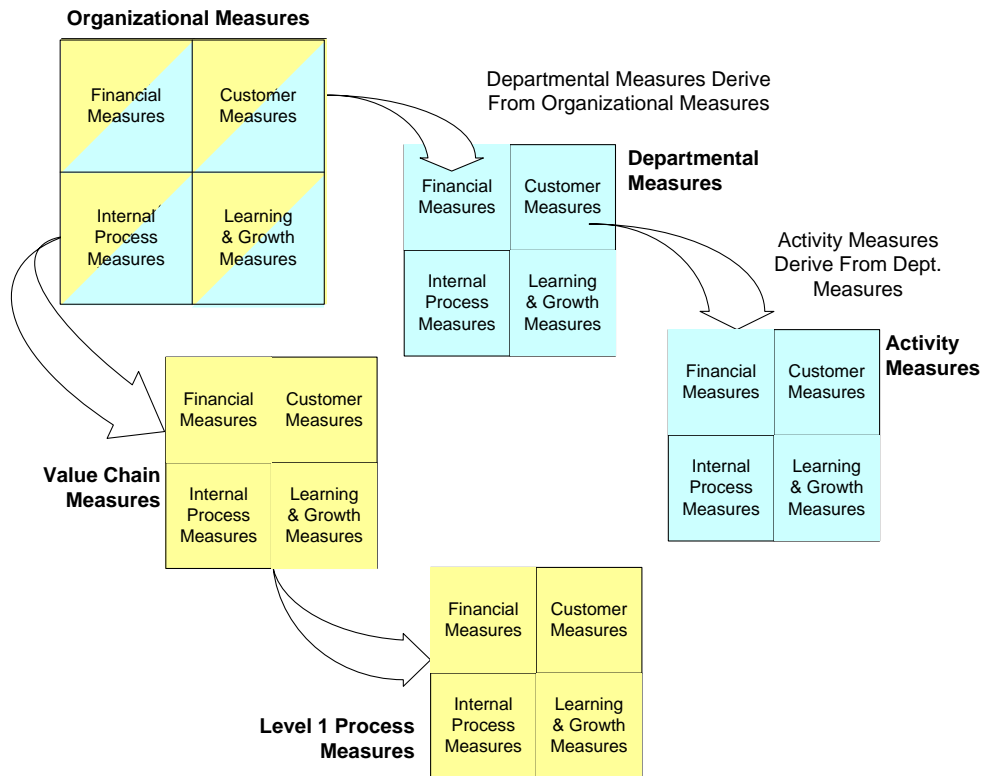 Organizational Measures
Financial
Measures
Customer
Measures
Internal
Process
Measures
Learning
& Growth
Measures
Departmental Measures Derive
From Organizational Measures
Departmental
Measures
Financial
Measures
Customer
Measures
Internal
Process
Measures
Learning
& Growth
Measures
Activity Measures
Derive From Dept.
Measures
Activity
Measures
Financial
Measures
Customer
Measures
Internal
Process
Measures
Learning
& Growth
Measures
Value Chain
Measures
Financial
Measures
Customer
Measures
Internal
Process
Measures
Learning
& Growth
Measures
Level 1 Process
Measures
Financial
Measures
Customer
Measures
Internal
Process
Measures
Learning
& Growth
Measures